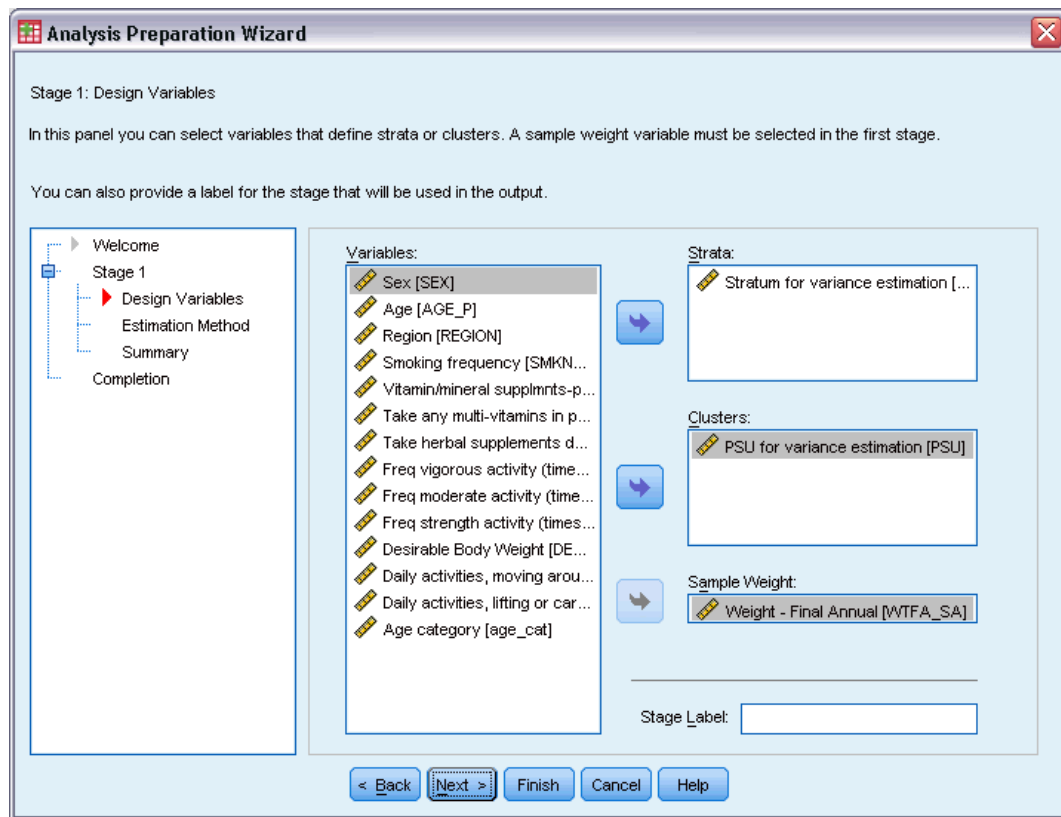 Analysis Preparation Wizard
Stage 1: Design Variables
In this panel you can select variables that define strata or clusters. A sample weight variable must be selected in the first stage.
You can also provide a label for the stage that will be used in the output.
Welcome
Stage 1
Design Variables
Estimation Method
Summary
Completion
Variables:
Sex [SEX]
Age [AGE_P]
Region [REGION]
Smoking frequency [SMKN...
Vitamin/mineral supplmnts-p...
Take any multi-vitamins in p...
Take herbal supplements d...
Freq vigorous activity (time...
Freq moderate activity (time...
Freq strength activity (times...
Desirable Body Weight [DE...
Daily activities, moving arou...
Daily activities, lifting or car...
Age category [age_cat]
Strata:
Stratum for variance estimation [...
Clusters:
PSU for variance estimation [PSU]
Sample Weight:
Weight - Final Annual [WTFA_SA]
Stage Label:
< Back
Next >
Finish
Cancel
Help